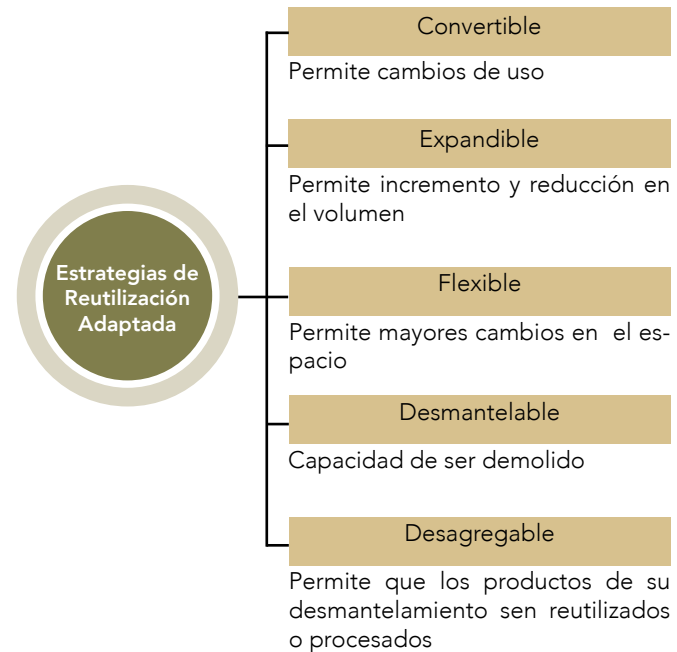 Convertible
Permite cambios de uso
Expandible
Permite incremento y reducción en
el volumen
Estrategias de
Reutilización
Adaptada
Flexible
Permite mayores cambios en el es-
pacio
Desmantelable
Capacidad de ser demolido
Desagregable
Permite que los productos de su
desmantelamiento sen reutilizados
o procesados